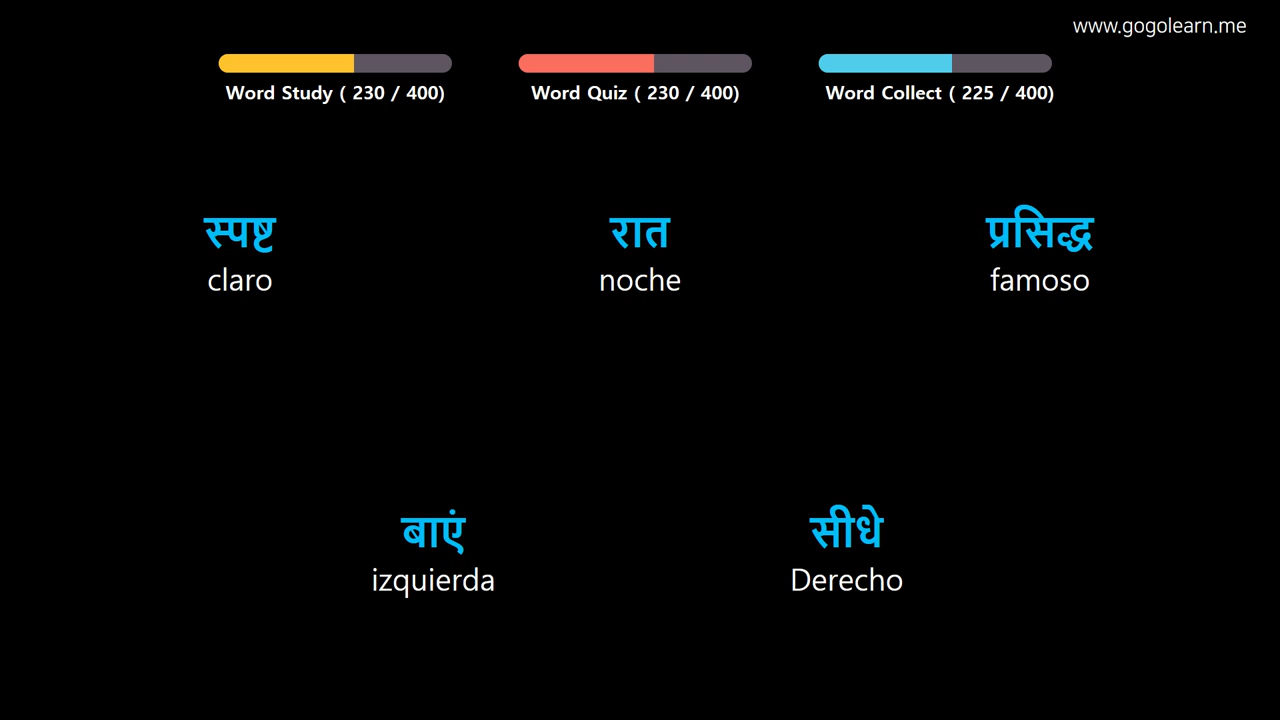 www.gogolearn.me
Word Study ( 230 / 400)
Word Quiz ( 230 / 400)
Word Collect ( 225 / 400)
स्पष्ट
claro
रात
noche
प्रसिद्ध
famoso
बाएं
izquierda
सीधे
Derecho